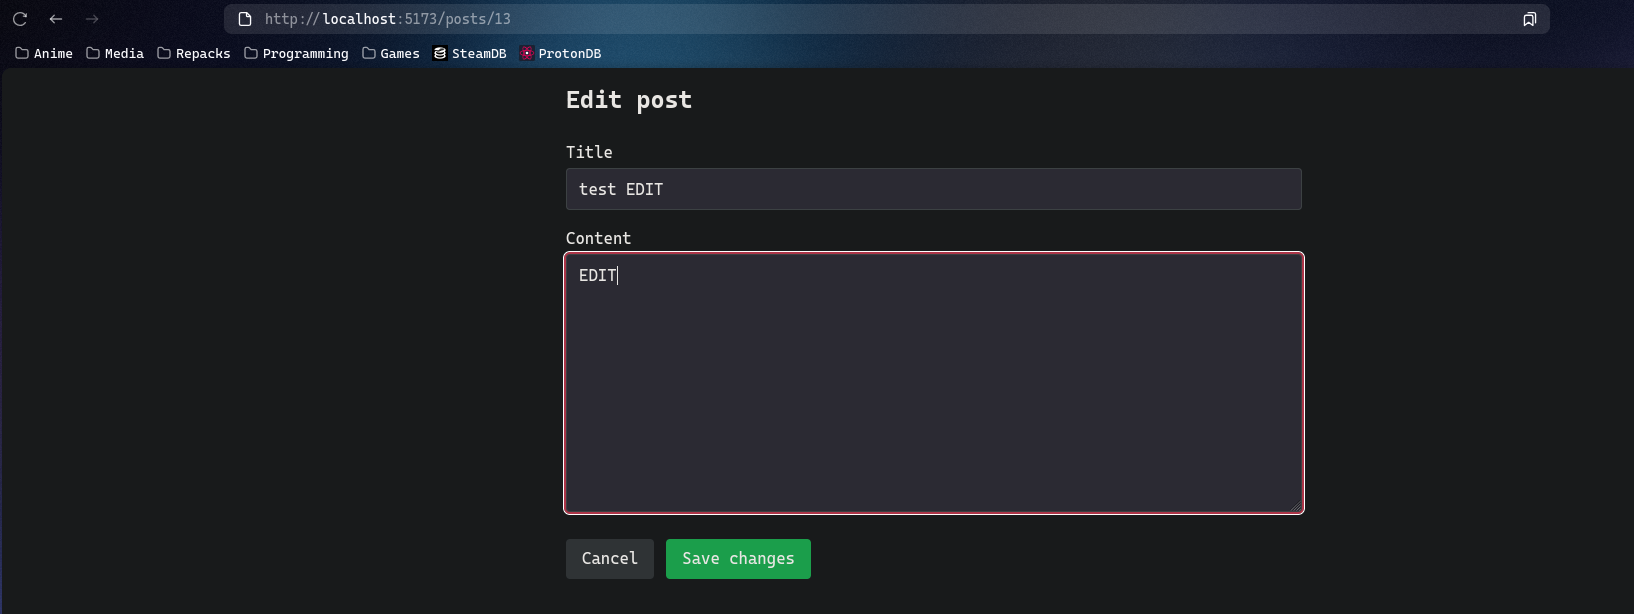 http://localhost:5173/posts/13
Anime Media Repacks Programming Games SteamDB ProtonDB
Edit post
Title
test EDIT
Content
EDIT
Cancel Save changes